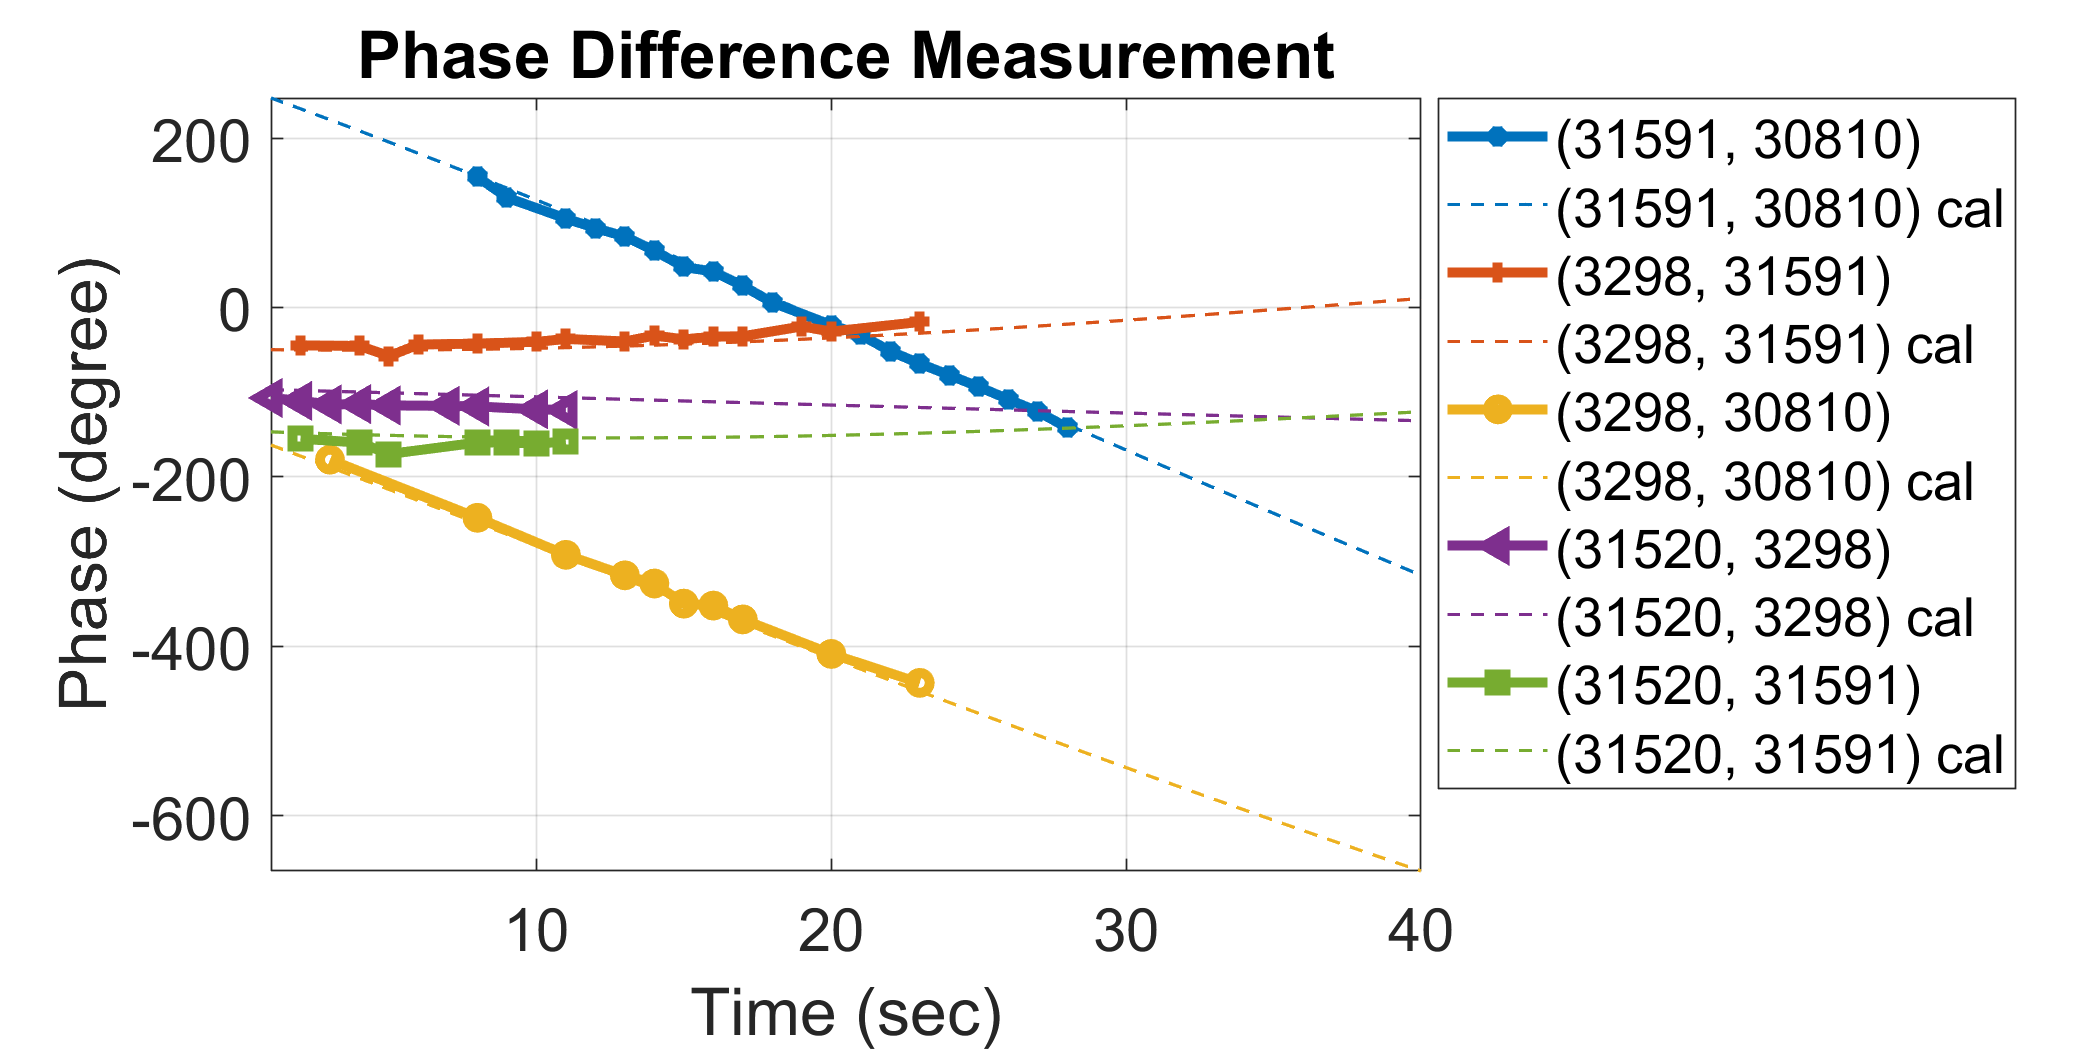 Phase Difference Measurement
Phase (degree)
200
0
-200
-400
-600
10
20
30
40
Time (sec)
(31591, 30810)
(31591, 30810) cal
(3298, 31591)
(3298, 31591) cal
(3298, 30810)
(3298, 30810) cal
(31520, 3298)
(31520, 3298) cal
(31520, 31591)
(31520, 31591) cal